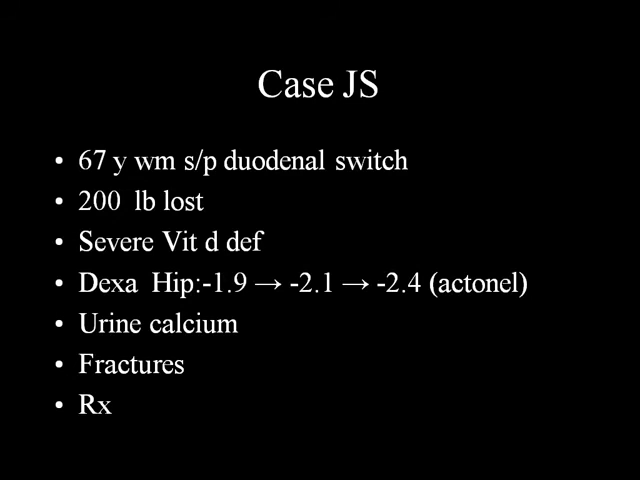 Case JS
• 67 y wm s/p duodenal switch
• 200 lb lost
• Severe Vit d def
• Dexa Hip:-1.9 → -2.1 → -2.4 (actonel)
• Urine calcium
• Fractures
• Rx